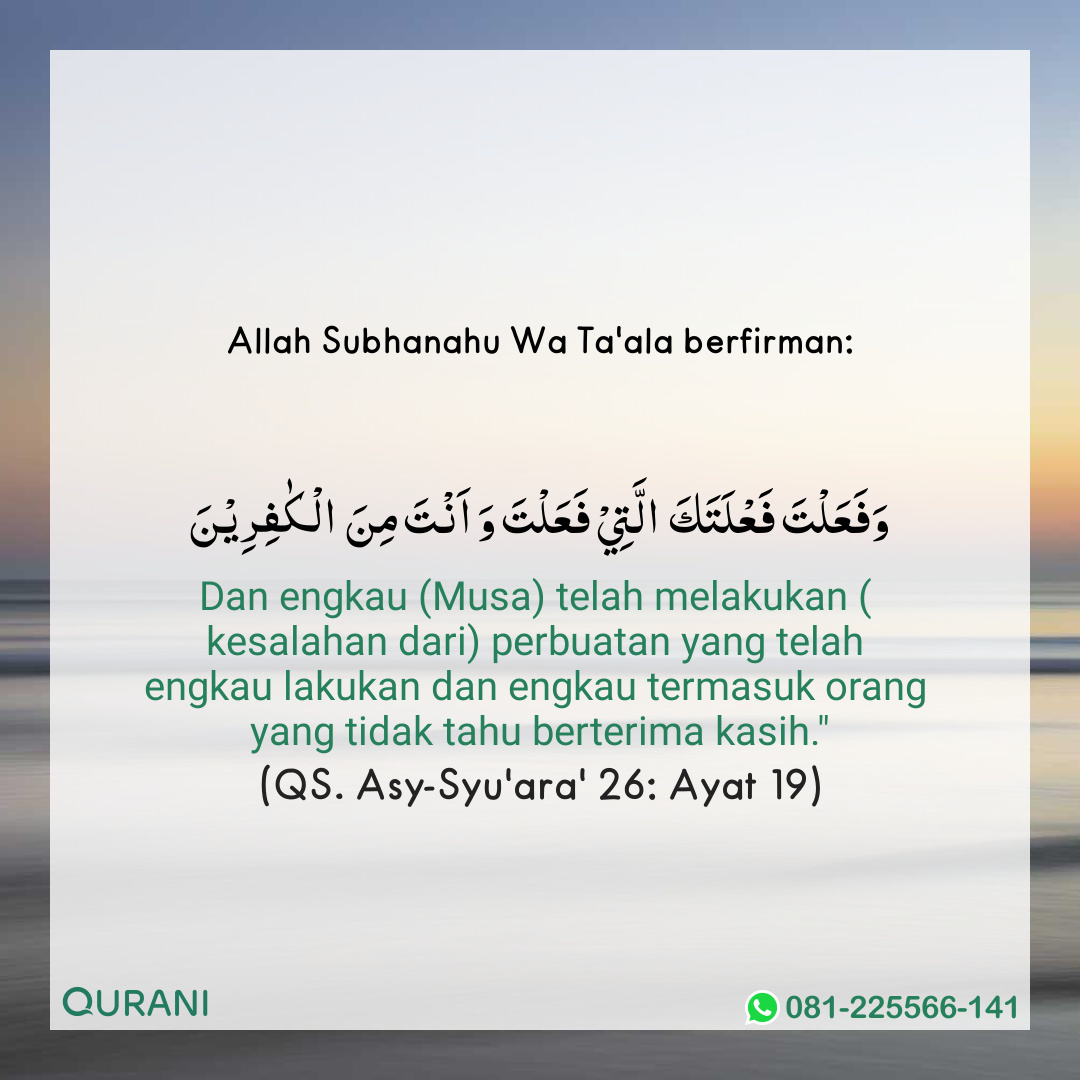 Allah Subhanahu Wa Ta'ala berfirman:
وَفَعَلْتَ فَعْلَتَكَ الَّتِيْ فَعَلْتَ وَ اَنْتَ مِنَ الْكٰفِرِيْنَ
Dan engkau (Musa) telah melakukan (
kesalahan dari) perbuatan yang telah
engkau lakukan dan engkau termasuk orang
yang tidak tahu berterima kasih."
(QS. Asy-Syu'ara' 26: Ayat 19)
QURANI
081-225566-141